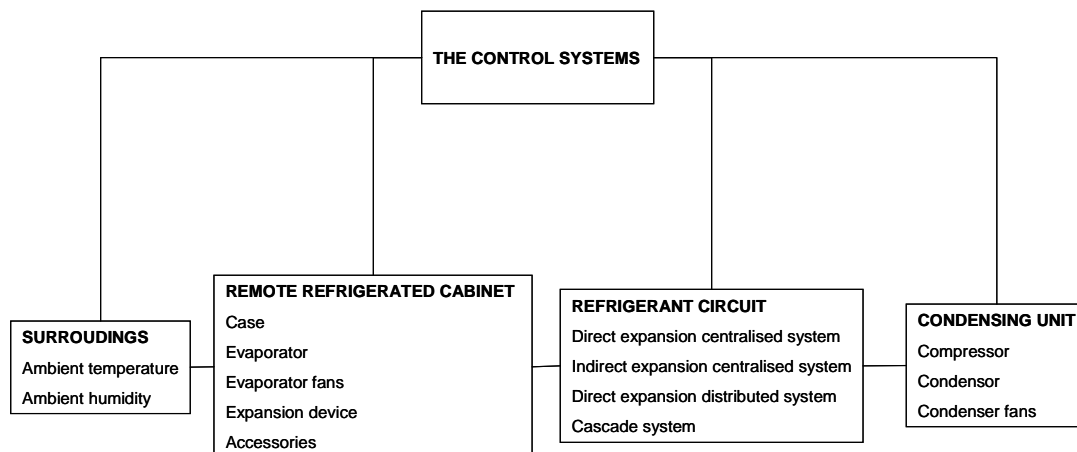 THE CONTROL SYSTEMS
SURROUDINGS
Ambient temperature
Ambient humidity
REMOTE REFRIGERATED CABINET
Case
Evaporator
Evaporator fans
Expansion device
Accessories
REFRIGERANT CIRCUIT
Direct expansion centralised system
Indirect expansion centralised system
Direct expansion distributed system
Cascade system
CONDENSING UNIT
Compressor
Condensor
Condenser fans